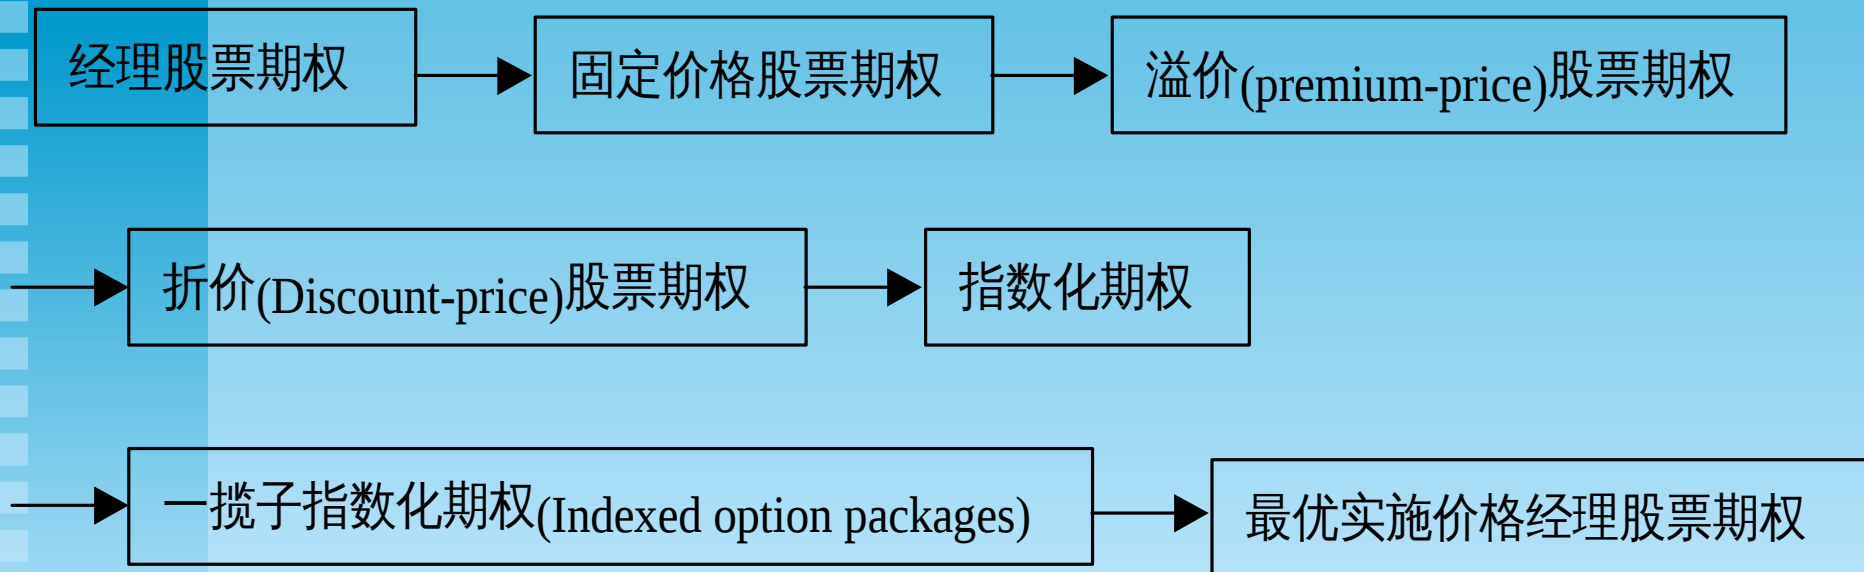 经理股票期权
固定价格股票期权
溢价(premium-price)股票期权
折价(Discount-price)股票期权
指数化期权
一揽子指数化期权(Indexed option packages)
最优实施价格经理股票期权